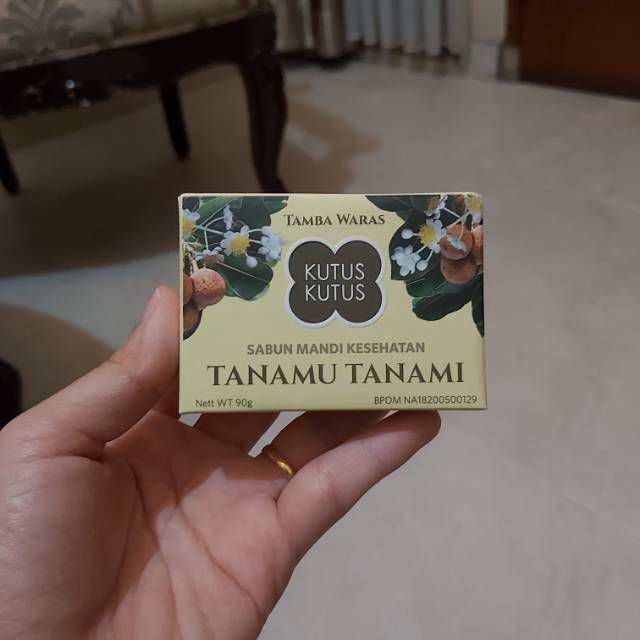 TAMBA WARAS
KUTUS
KUTUS
SABUN MANDI KESEHATAN
TANAMU TANAMI
Nett WT 90g
BPOM NA18200500129